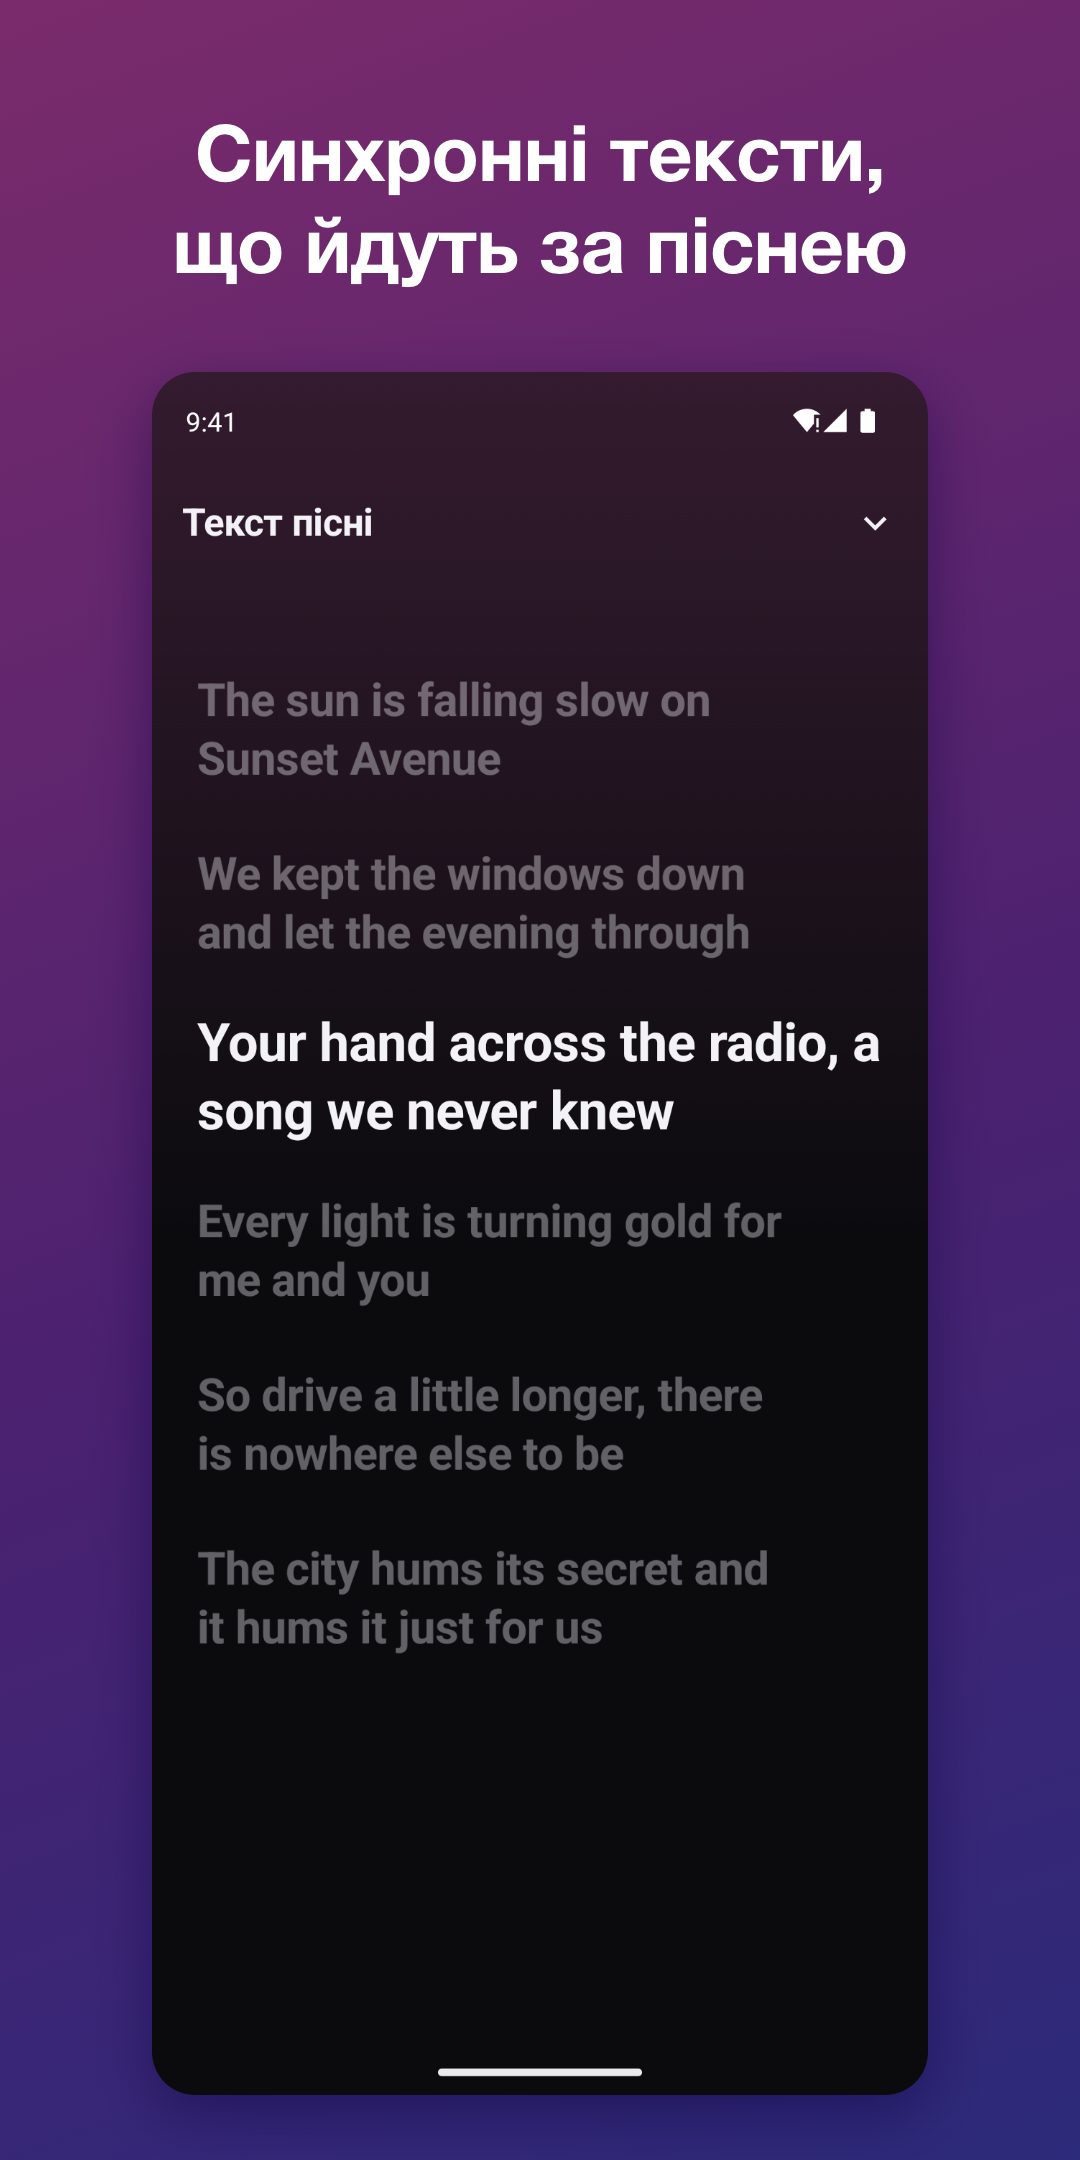 Синхронні тексти,
що йдуть за піснею
9:41
Текст пісні
The sun is falling slow on
Sunset Avenue
We kept the windows down
and let the evening through
Your hand across the radio, a
song we never knew
Every light is turning gold for
me and you
So drive a little longer, there
is nowhere else to be
The city hums its secret and
it hums it just for us